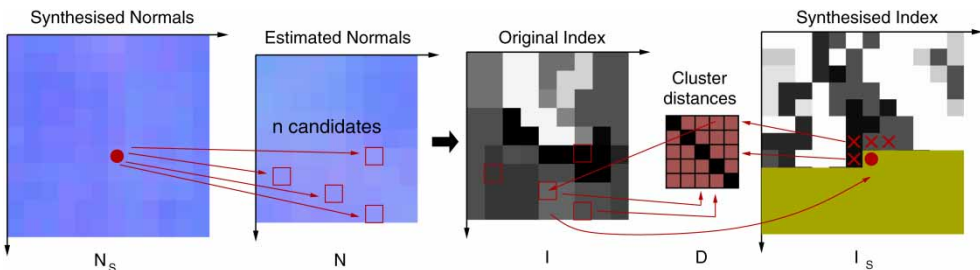 Synthesised Normals
Estimated Normals
Original Index
Synthesised Index
Cluster
distances
n candidates
N S
N
I
D
I S